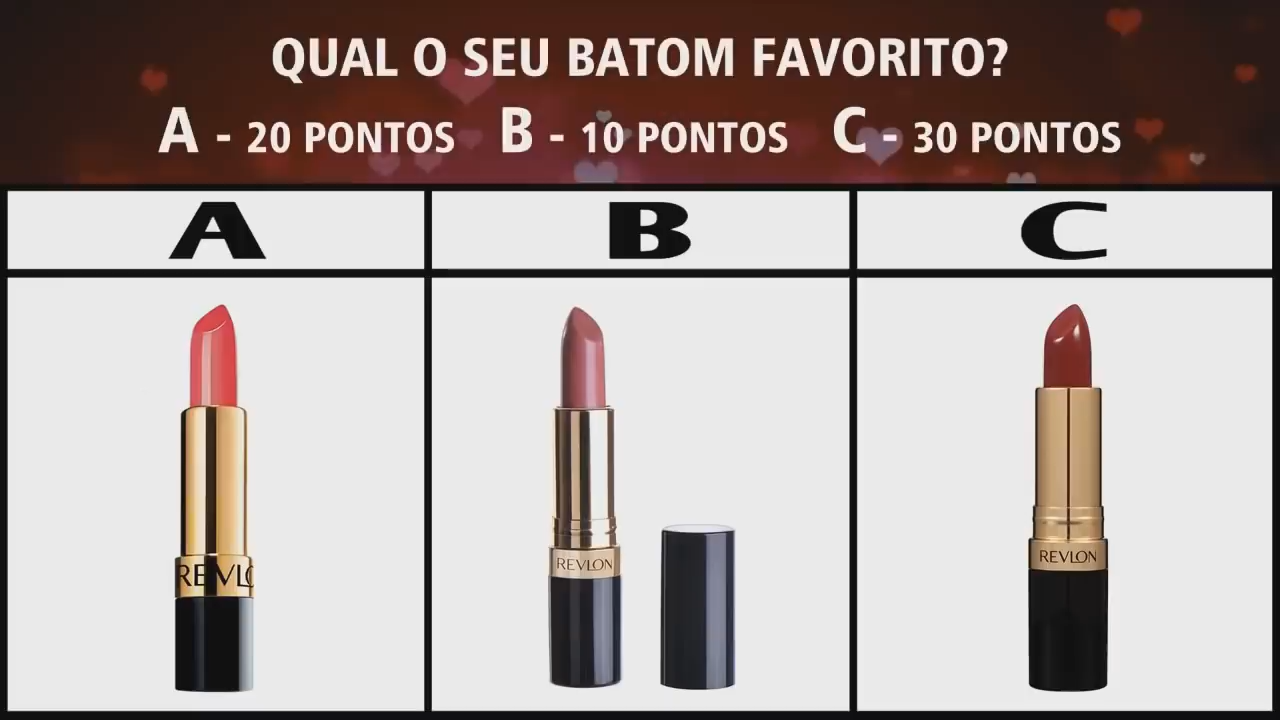 QUAL O SEU BATOM FAVORITO?
A - 20 PONTOS B - 10 PONTOS C - 30 PONTOS
A B C
REVLO
REVLON
REVLON